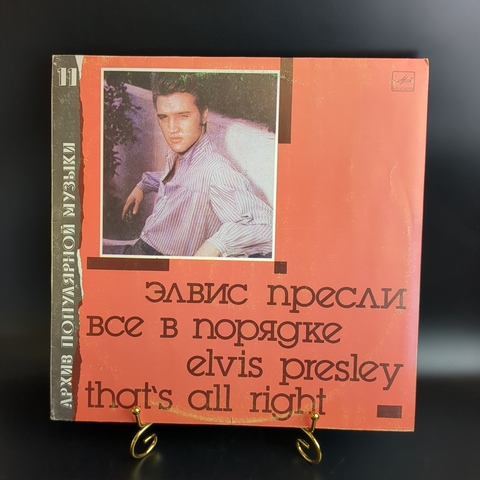 11
АРХИВ ПОПУЛЯРНОЙ МУЗЫКИ
элвис пресли
все в порядке
elvis presley
that's all right